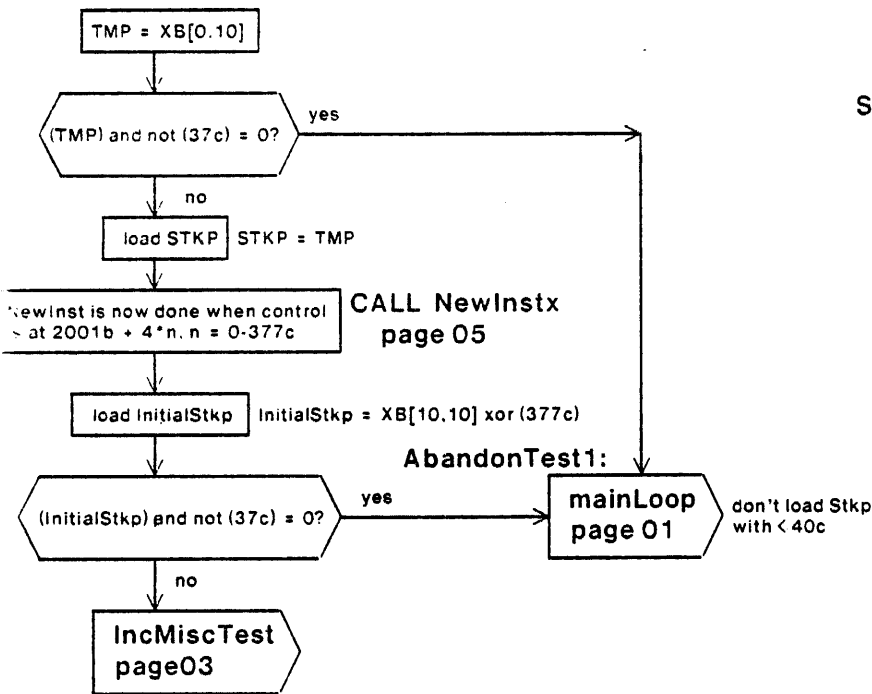 TMP = XB[0.10]
(TMP) and not (37c) = 0?
yes
S
no
load STKP
STKP = TMP
NewInst is now done when control
at 2001b + 4*n, n = 0-377c
CALL NewInstx
page 05
load InitialStkp
InitialStkp = XB[10,10] xor (377c)
AbandonTest1:
(InitialStkp) and not (37c) = 0?
yes
mainLoop
page 01
don't load Stkp
with < 40c
no
IncMiscTest
page03